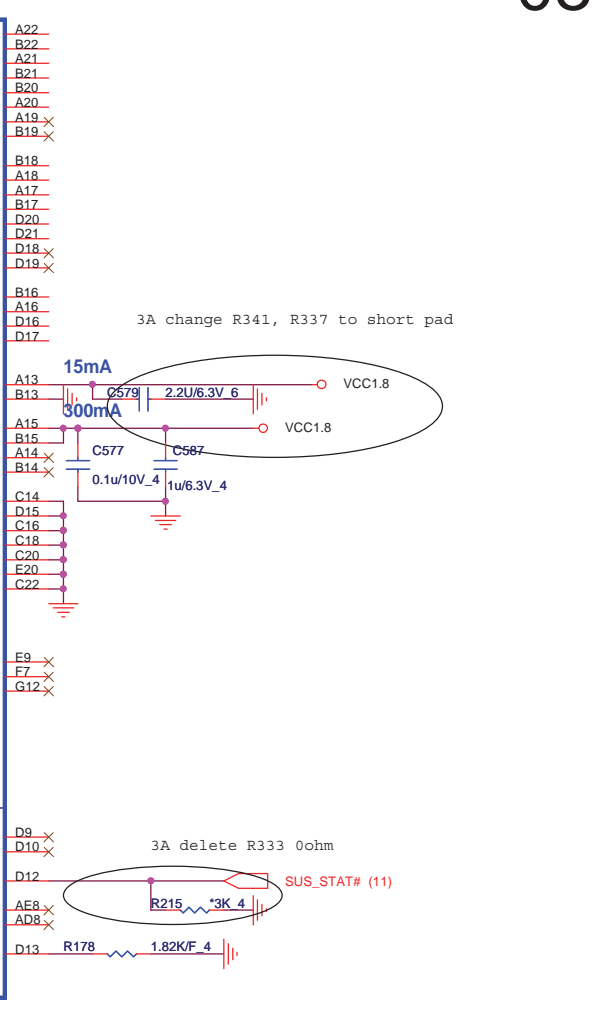 A22
B22
A21
B21
B20
A20
A19
B19
B18
A18
A17
B17
D20
D21
D18
D19
B16
A16
D16
D17
3A change R341, R337 to short pad
15mA
A13
VCC1.8
B13
C579
2.2U/6.3V_6
300mA
A15
VCC1.8
B15
A14
B14
C577
C587
0.1u/10V_4
1u/6.3V_4
C14
D15
C16
C18
C20
E20
C22
E9
F7
G12
D9
D10
3A delete R333 0ohm
D12
SUS_STAT# (11)
AE8
R215
*3K_4
AD8
D13
R178
1.82K/F_4